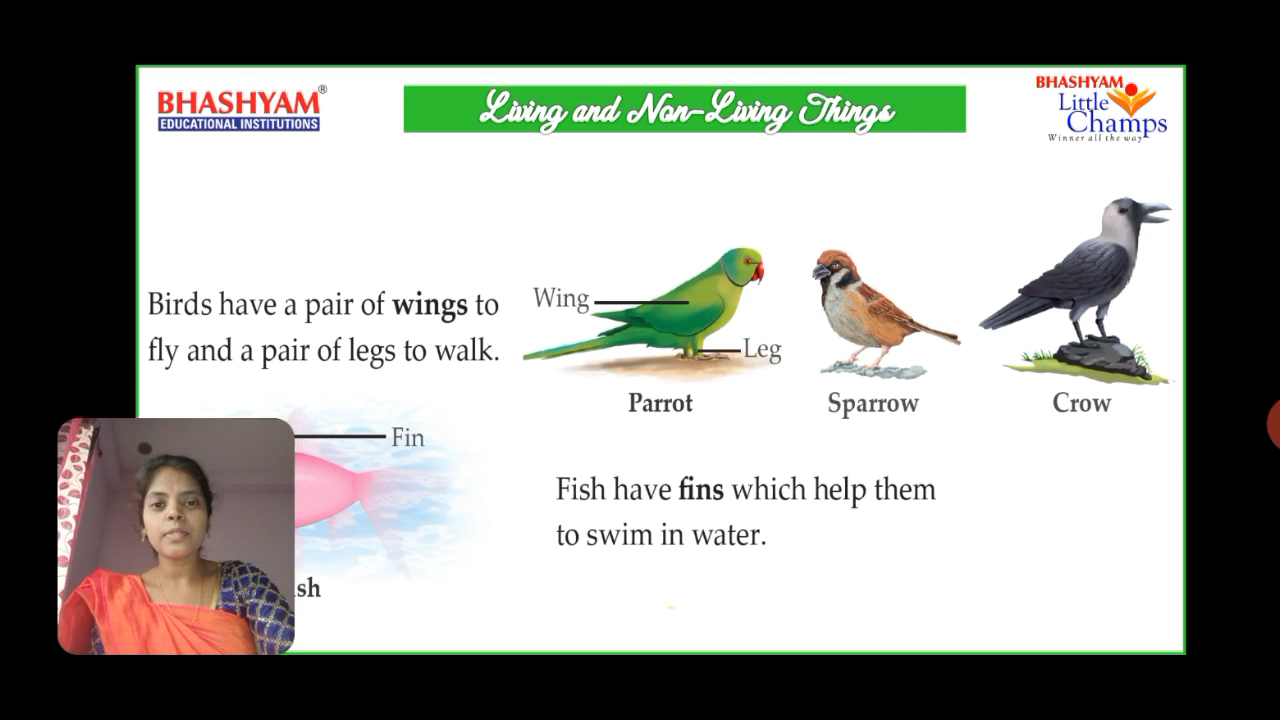 BHASHYAM®
EDUCATIONAL INSTITUTIONS
Living and Non-Living Things
BHASHYAM
Little
Champs
Winner all the way
Birds have a pair of wings to
fly and a pair of legs to walk.
Wing
Leg
Parrot
Sparrow
Crow
Fin
sh
Fish have fins which help them
to swim in water.